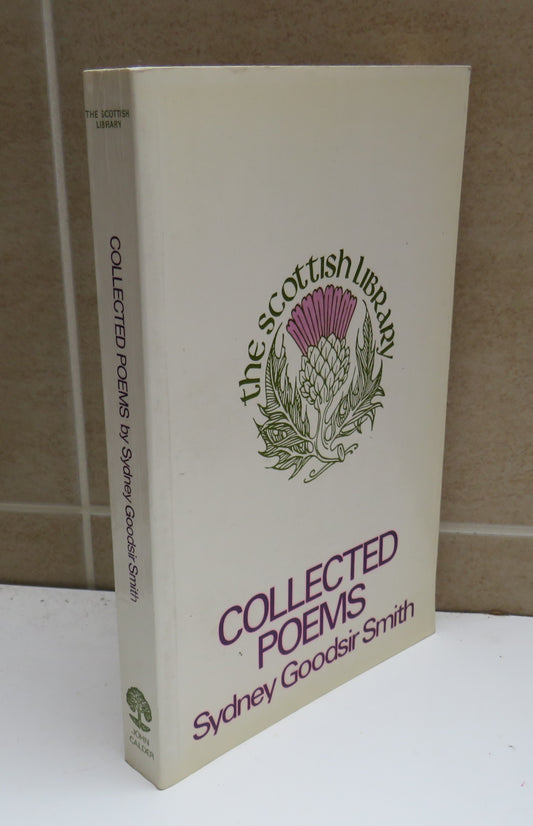 THE SCOTTISH
LIBRARY
COLLECTED POEMS by Sydney Goodsir Smith
JOHN
CALDER
the scottish LIBRARY
COLLECTED
POEMS
Sydney Goodsir Smith